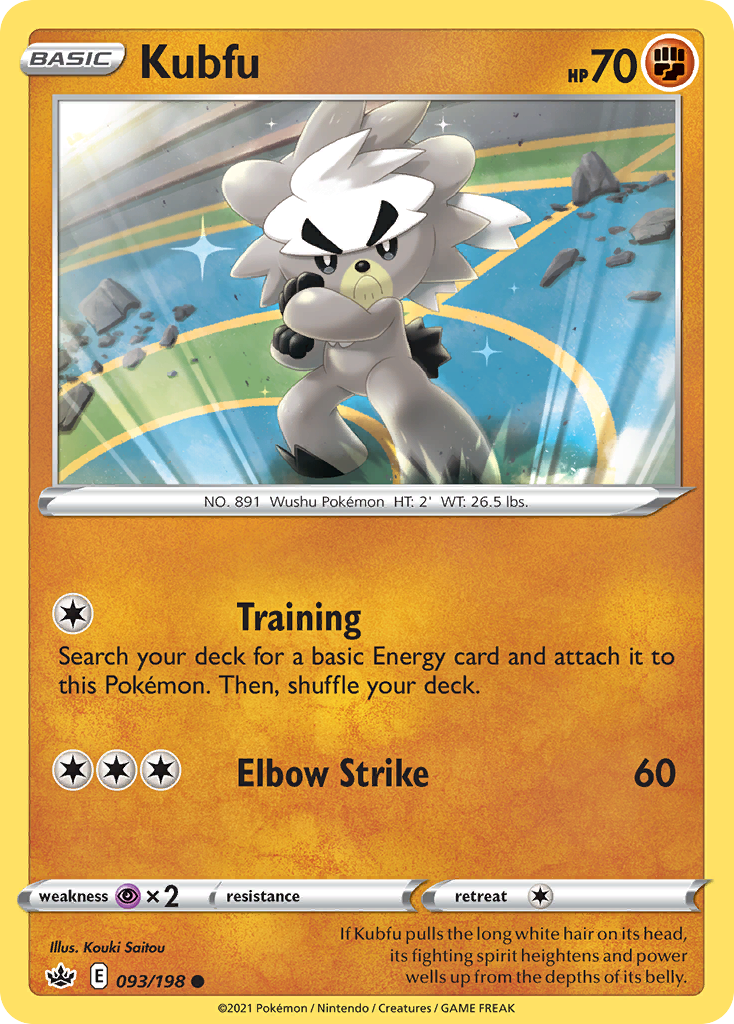 BASIC Kubfu HP 70
NO. 891 Wushu Pokémon HT: 2' WT: 26.5 lbs.
Training
Search your deck for a basic Energy card and attach it to
this Pokémon. Then, shuffle your deck.
Elbow Strike 60
weakness ×2 resistance retreat
Illus. Kouki Saitou
If Kubfu pulls the long white hair on its head,
its fighting spirit heightens and power
wells up from the depths of its belly.
E 093/198
©2021 Pokémon / Nintendo / Creatures / GAME FREAK